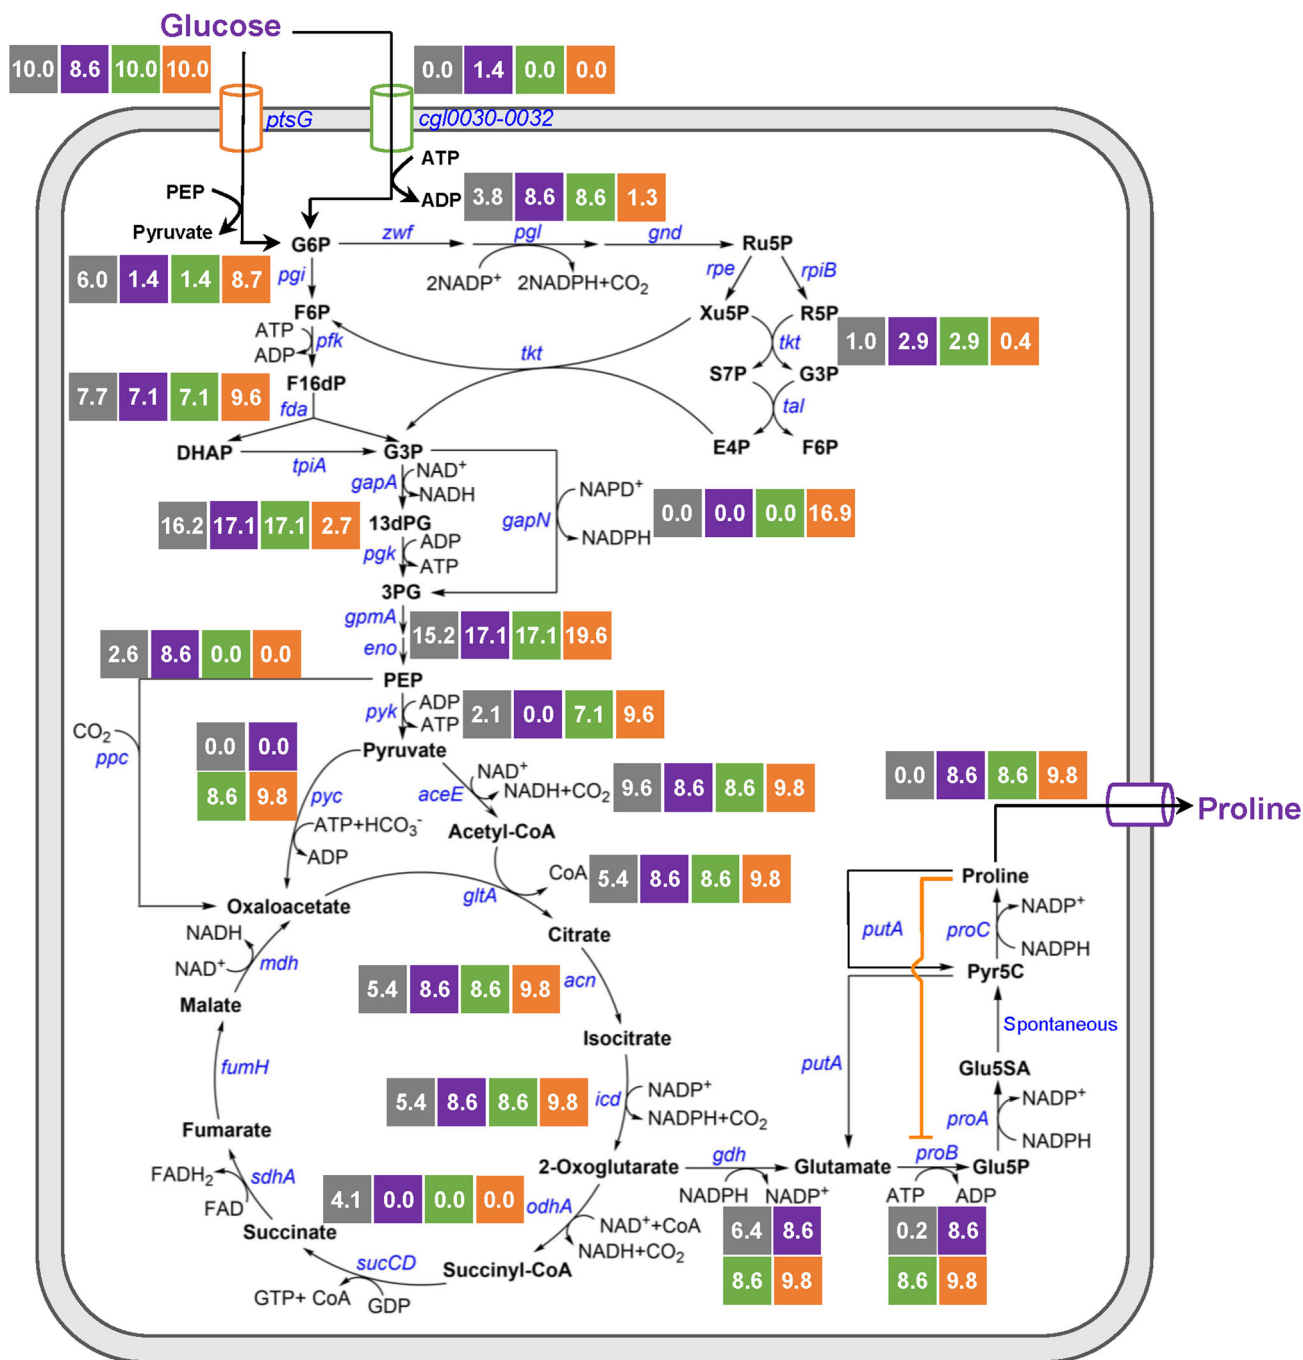 Glucose
10.0 8.6 10.0 10.0
0.0 1.4 0.0 0.0
ptsG
cgl0030-0032
ATP
ADP
3.8 8.6 8.6 1.3
PEP
Pyruvate
G6P
zwf
pgl
gnd
Ru5P
2NADP⁺
2NADPH+CO₂
rpe
rpiB
6.0 1.4 1.4 8.7
pgi
F6P
Xu5P
R5P
ATP
ADP
pfk
tkt
tkt
1.0 2.9 2.9 0.4
S7P
G3P
7.7 7.1 7.1 9.6
F16dP
fda
tal
DHAP
tpiA
G3P
E4P
F6P
gapA
NAD⁺
NADH
16.2 17.1 17.1 2.7
13dPG
gapN
NAPD⁺
NADPH
0.0 0.0 0.0 16.9
pgk
ADP
ATP
3PG
gpmA
eno
15.2 17.1 17.1 19.6
2.6 8.6 0.0 0.0
PEP
pyk
ADP
ATP
2.1 0.0 7.1 9.6
CO₂
ppc
0.0 0.0
8.6 9.8
Pyruvate
pyc
ATP+HCO₃⁻
ADP
aceE
NAD⁺
NADH+CO₂
9.6 8.6 8.6 9.8
0.0 8.6 8.6 9.8
Proline
Acetyl-CoA
CoA
5.4 8.6 8.6 9.8
gltA
Oxaloacetate
Citrate
Proline
putA
proC
NADP⁺
NADPH
NADH
NAD⁺
mdh
Malate
5.4 8.6 8.6 9.8
acn
Pyr5C
Isocitrate
Spontaneous
fumH
putA
Glu5SA
5.4 8.6 8.6 9.8
icd
NADP⁺
NADPH+CO₂
proA
NADP⁺
NADPH
Fumarate
2-Oxoglutarate
gdh
Glutamate
proB
Glu5P
FADH₂
FAD
sdhA
NADPH
NADP⁺
ATP
ADP
4.1 0.0 0.0 0.0
odhA
NAD⁺+CoA
NADH+CO₂
6.4 8.6
8.6 9.8
0.2 8.6
8.6 9.8
Succinate
sucCD
Succinyl-CoA
GTP+ CoA
GDP